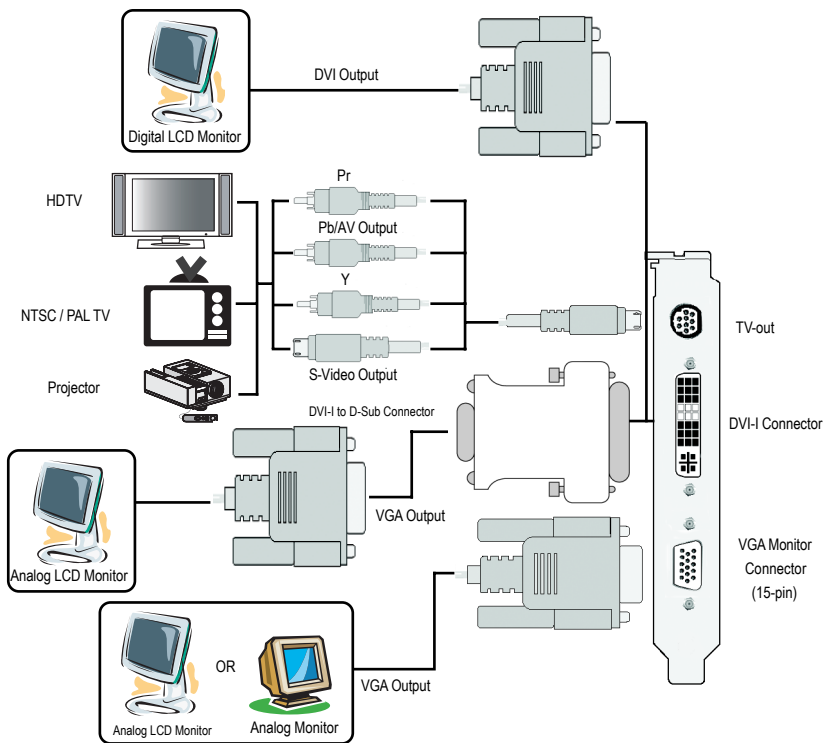 DVI Output
Digital LCD Monitor
HDTV
Pr
Pb/AV Output
Y
NTSC / PAL TV
S-Video Output
Projector
TV-out
DVI-I to D-Sub Connector
DVI-I Connector
VGA Output
Analog LCD Monitor
VGA Monitor
Connector
(15-pin)
OR
VGA Output
Analog LCD Monitor
Analog Monitor